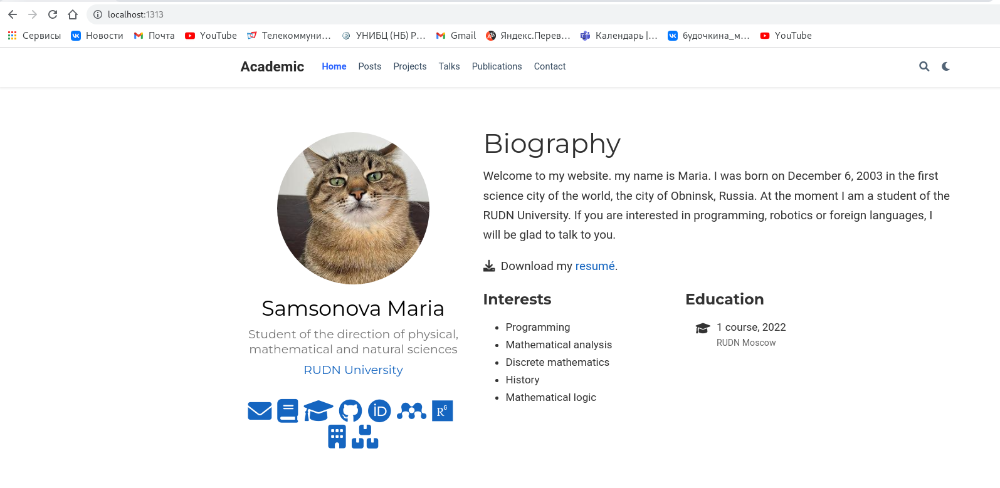 localhost:1313
Сервисы Новости Почта YouTube Телекоммуни... УНИБЦ (НБ) Р... Gmail Яндекс.Перев... Календарь |... будочкина_м... YouTube
Academic Home Posts Projects Talks Publications Contact
Samsonova Maria
Student of the direction of physical,
mathematical and natural sciences
RUDN University
iD
RG
Biography
Welcome to my website. my name is Maria. I was born on December 6, 2003 in the first
science city of the world, the city of Obninsk, Russia. At the moment I am a student of the
RUDN University. If you are interested in programming, robotics or foreign languages, I
will be glad to talk to you.
Download my resumé.
Interests
Programming
Mathematical analysis
Discrete mathematics
History
Mathematical logic
Education
1 course, 2022
RUDN Moscow